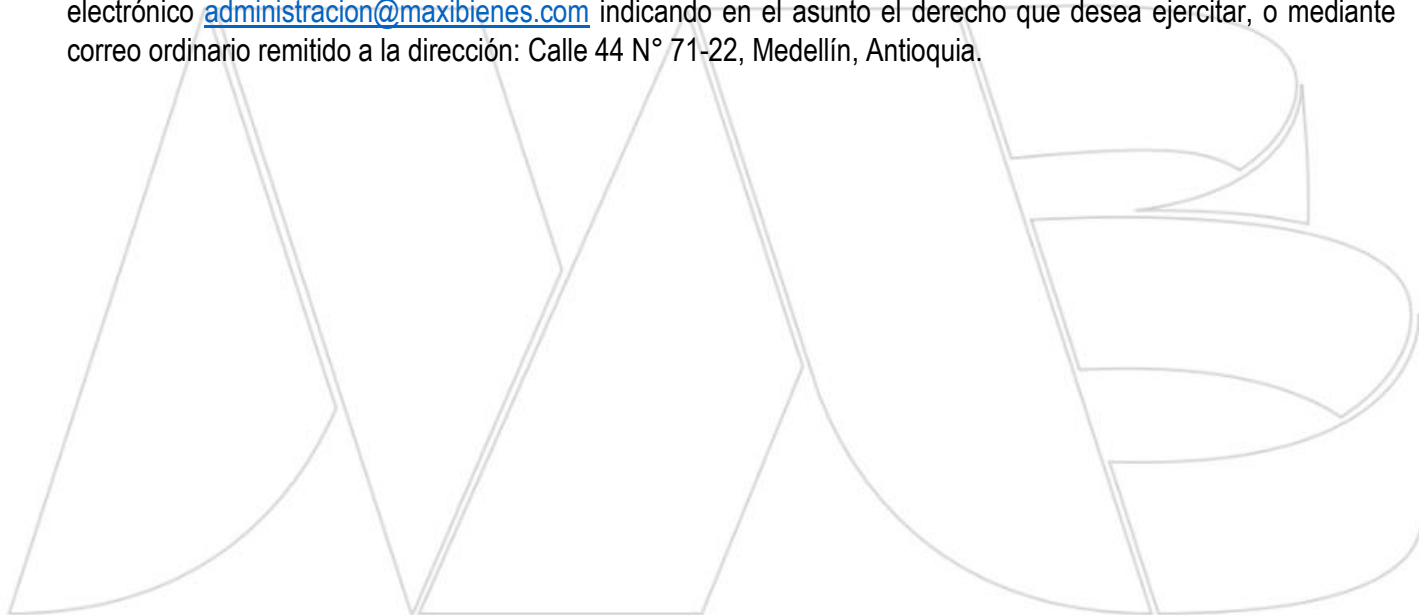 electrónico administracion@maxibienes.com indicando en el asunto el derecho que desea ejercitar, o mediante
correo ordinario remitido a la dirección: Calle 44 N° 71-22, Medellín, Antioquia.